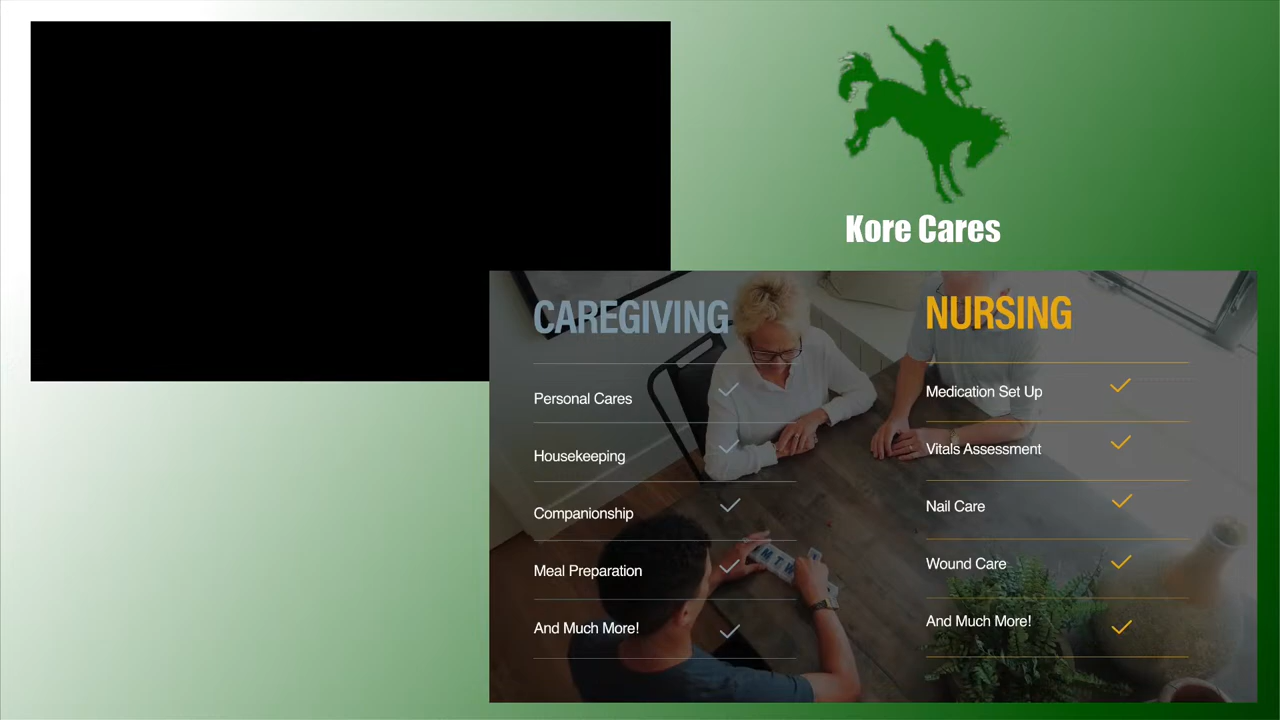 Kore Cares
CAREGIVING
Personal Cares
Housekeeping
Companionship
Meal Preparation
And Much More!
NURSING
Medication Set Up
Vitals Assessment
Nail Care
Wound Care
And Much More!
M T W